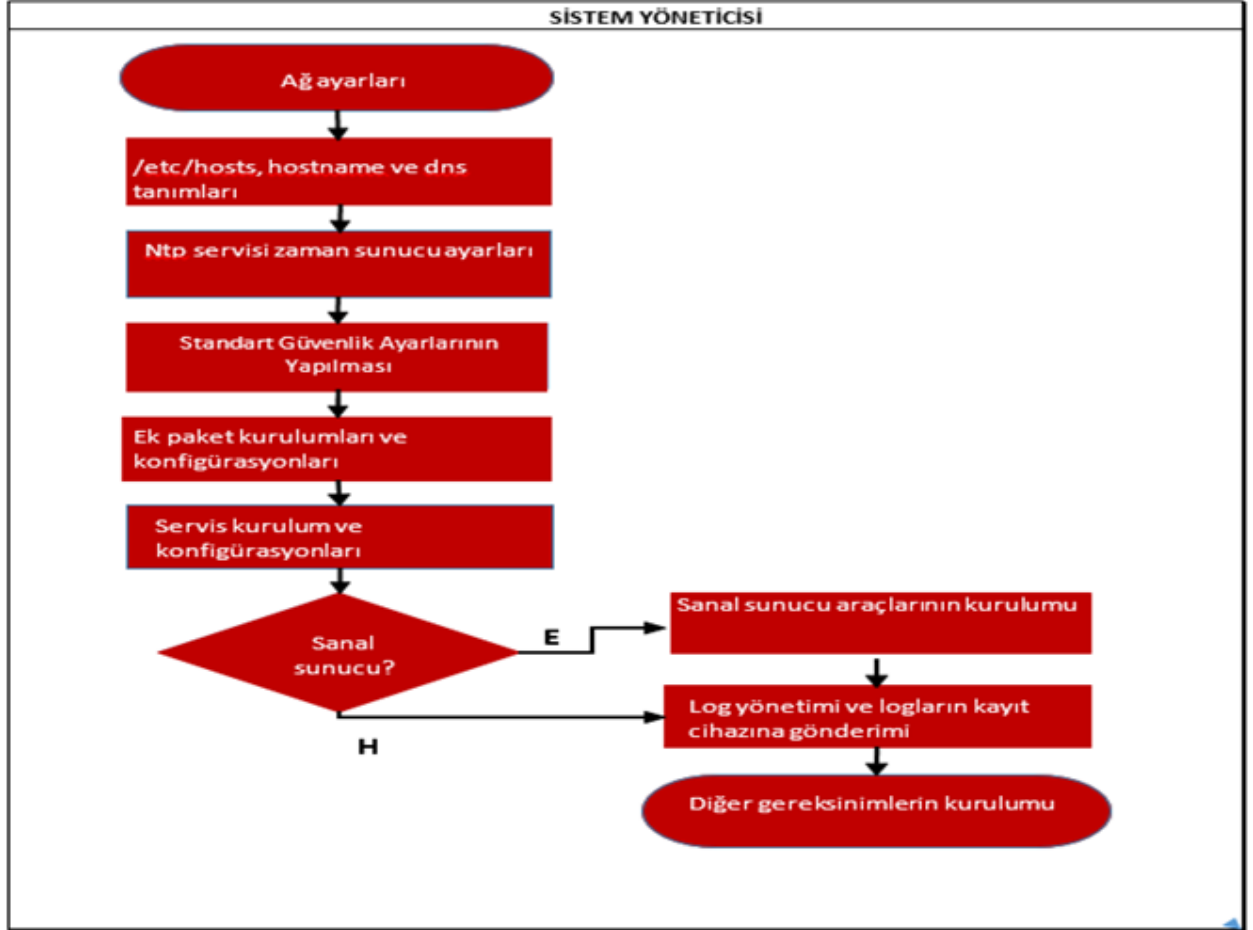 SİSTEM YÖNETİCİSİ
Ağ ayarları
/etc/hosts, hostname ve dns
tanımları
Ntp servisi zaman sunucu ayarları
Standart Güvenlik Ayarlarının
Yapılması
Ek paket kurulumları ve
konfigürasyonları
Servis kurulum ve
konfigürasyonları
Sanal
sunucu?
E
Sanal sunucu araçlarının kurulumu
H
Log yönetimi ve logların kayıt
cihazına gönderimi
Diğer gereksinimlerin kurulumu